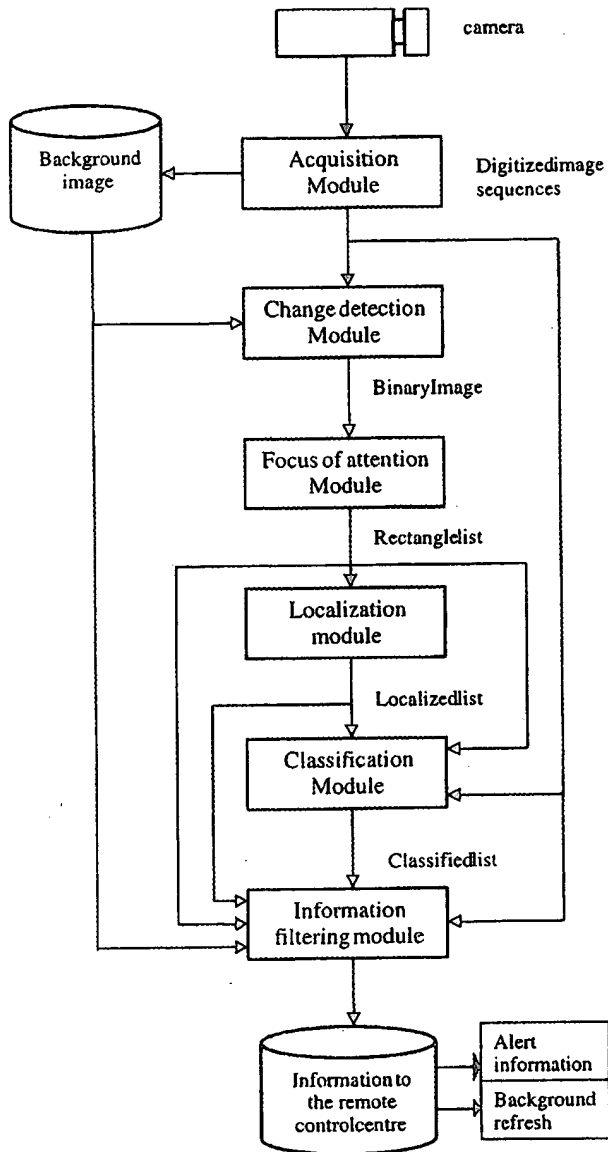 camera
Background
image
Acquisition
Module
Digitizedimage
sequences
Change detection
Module
BinaryImage
Focus of attention
Module
Rectanglelist
Localization
module
Localizedlist
Classification
Module
Classifiedlist
Information
filtering module
Information to
the remote
controlcentre
Alert
information
Background
refresh